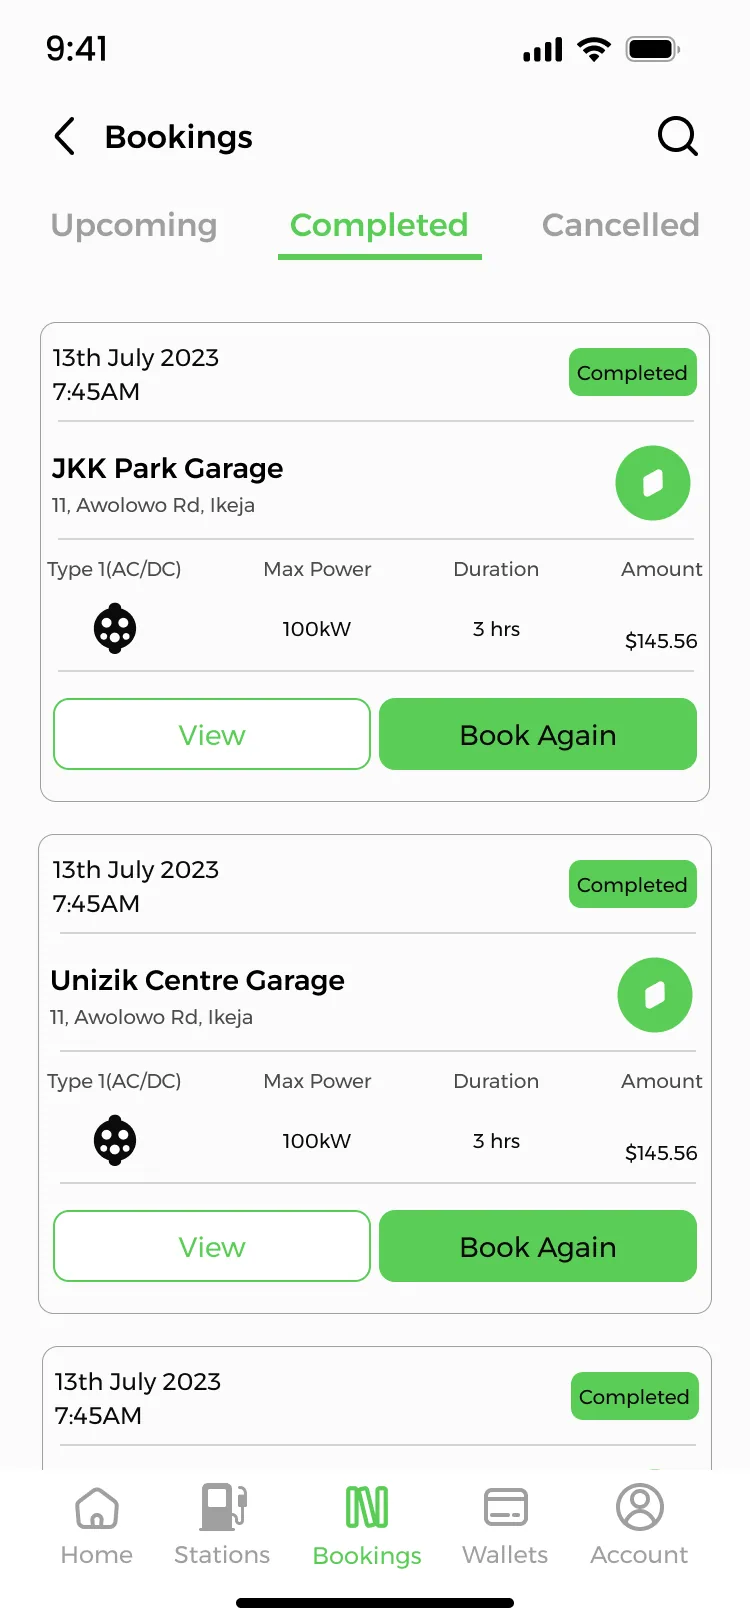 9:41
Bookings
Upcoming Completed Cancelled
13th July 2023
7:45AM
Completed
JKK Park Garage
11, Awolowo Rd, Ikeja
Type 1(AC/DC) Max Power Duration Amount
100kW 3 hrs $145.56
View Book Again
13th July 2023
7:45AM
Completed
Unizik Centre Garage
11, Awolowo Rd, Ikeja
Type 1(AC/DC) Max Power Duration Amount
100kW 3 hrs $145.56
View Book Again
13th July 2023
7:45AM
Completed
Home Stations Bookings Wallets Account